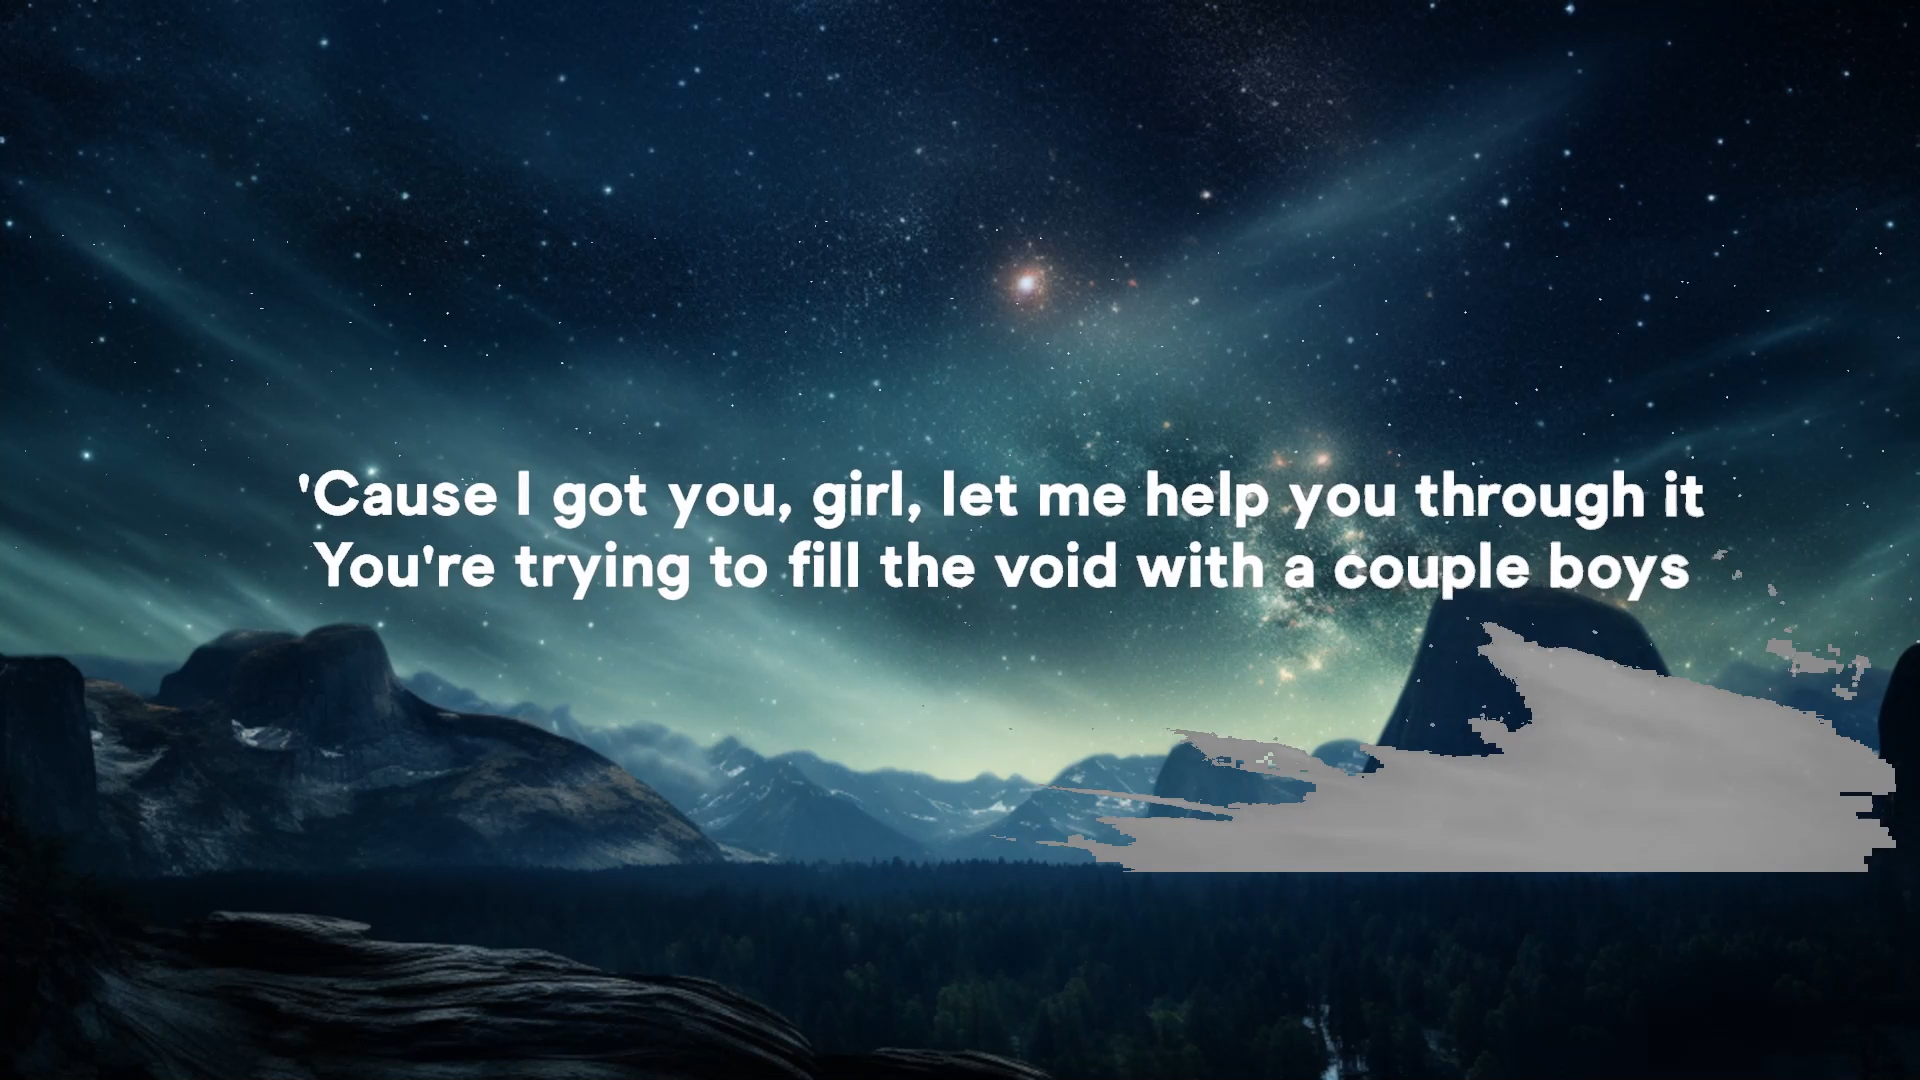 'Cause I got you, girl, let me help you through it
You're trying to fill the void with a couple boys